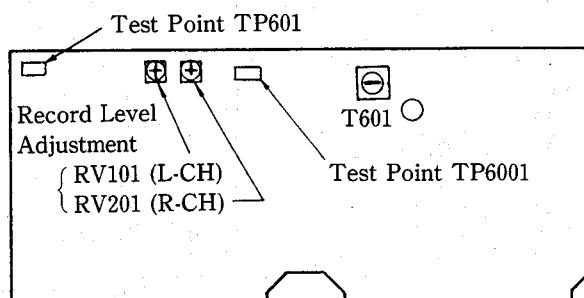 Test Point TP601
Record Level
Adjustment
RV101 (L-CH)
RV201 (R-CH)
T601
Test Point TP6001